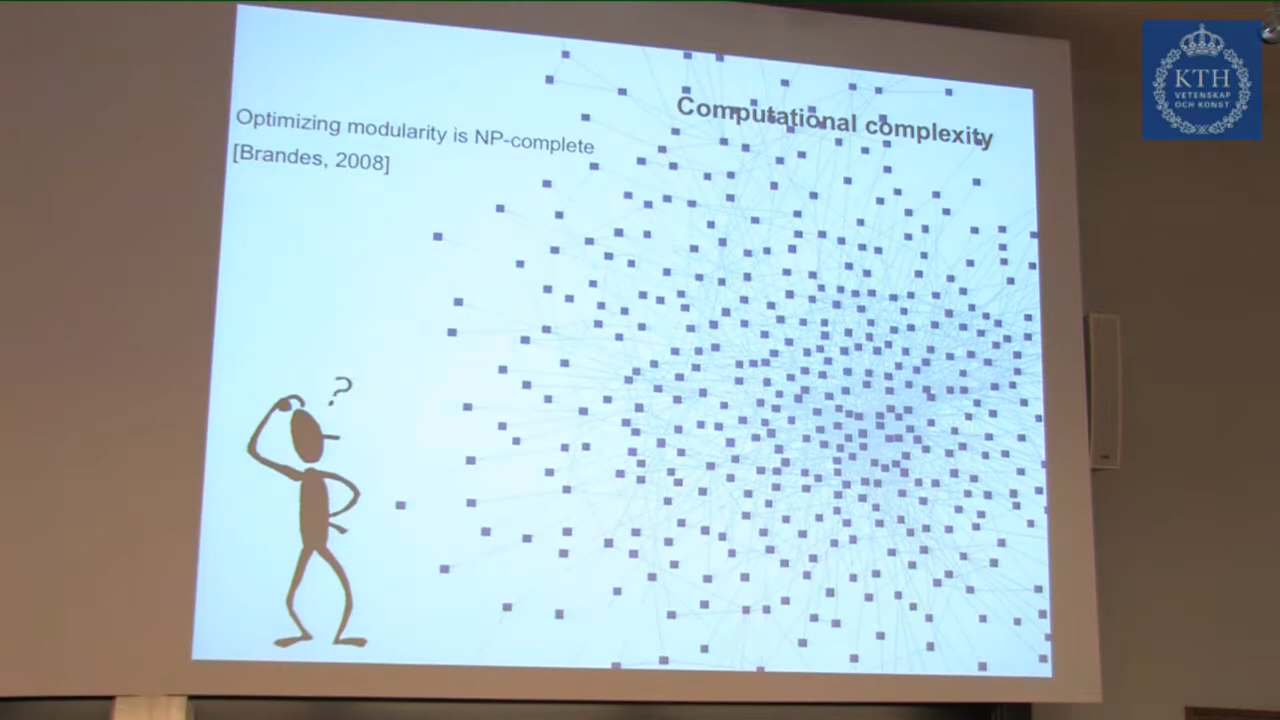 Computational complexity
Optimizing modularity is NP-complete
[Brandes, 2008]
?
KTH
VETENSKAP
OCH KONST